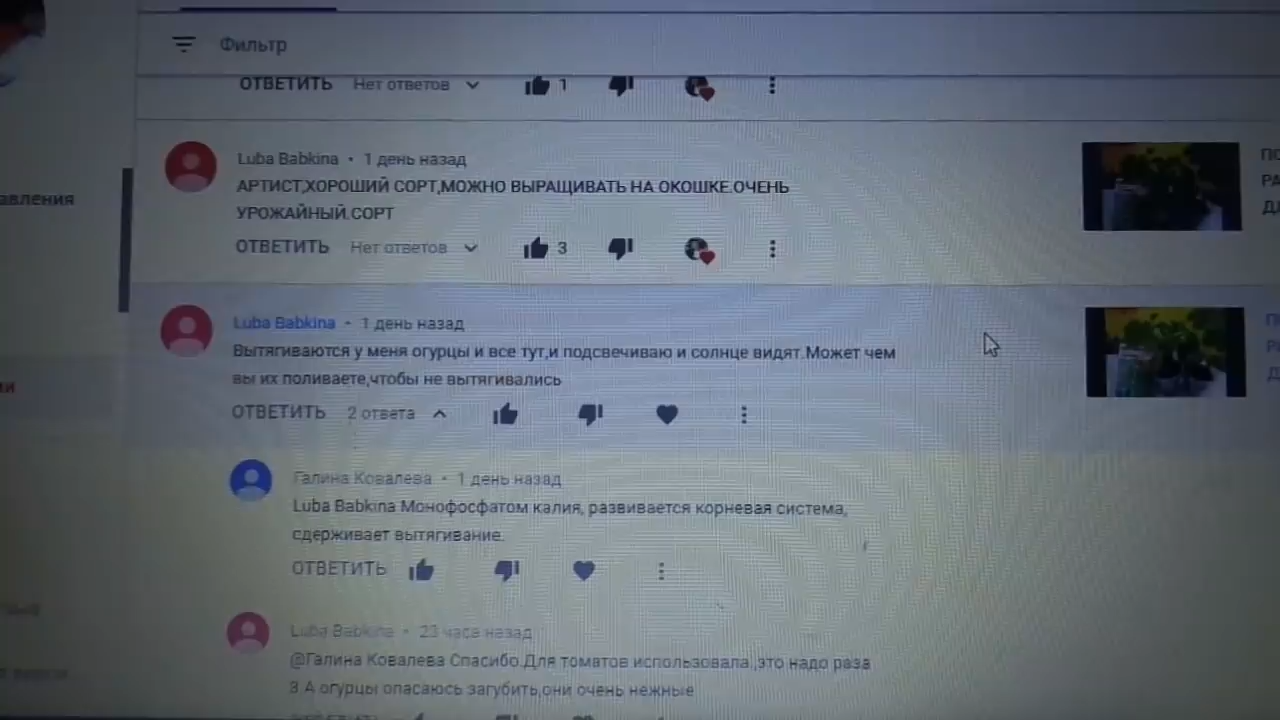 Фильтр
ОТВЕТИТЬ Нет ответов 1
Luba Babkina • 1 день назад
АРТИСТ,ХОРОШИЙ СОРТ,МОЖНО ВЫРАЩИВАТЬ НА ОКОШКЕ.ОЧЕНЬ
УРОЖАЙНЫЙ.СОРТ
ОТВЕТИТЬ Нет ответов 3
авления
Luba Babkina • 1 день назад
Вытягиваются у меня огурцы и все тут,и подсвечиваю и солнце видят.Может чем
вы их поливаете,чтобы не вытягивались
ОТВЕТИТЬ 2 ответа
Галина Ковалева • 1 день назад
Luba Babkina Монофосфатом калия, развивается корневая система,
сдерживает вытягивание.
ОТВЕТИТЬ
Luba Babkina • 23 часа назад
@Галина Ковалева Спасибо.Для томатов использовала ,это надо раза
3.А огурцы опасаюсь загубить,они очень нежные